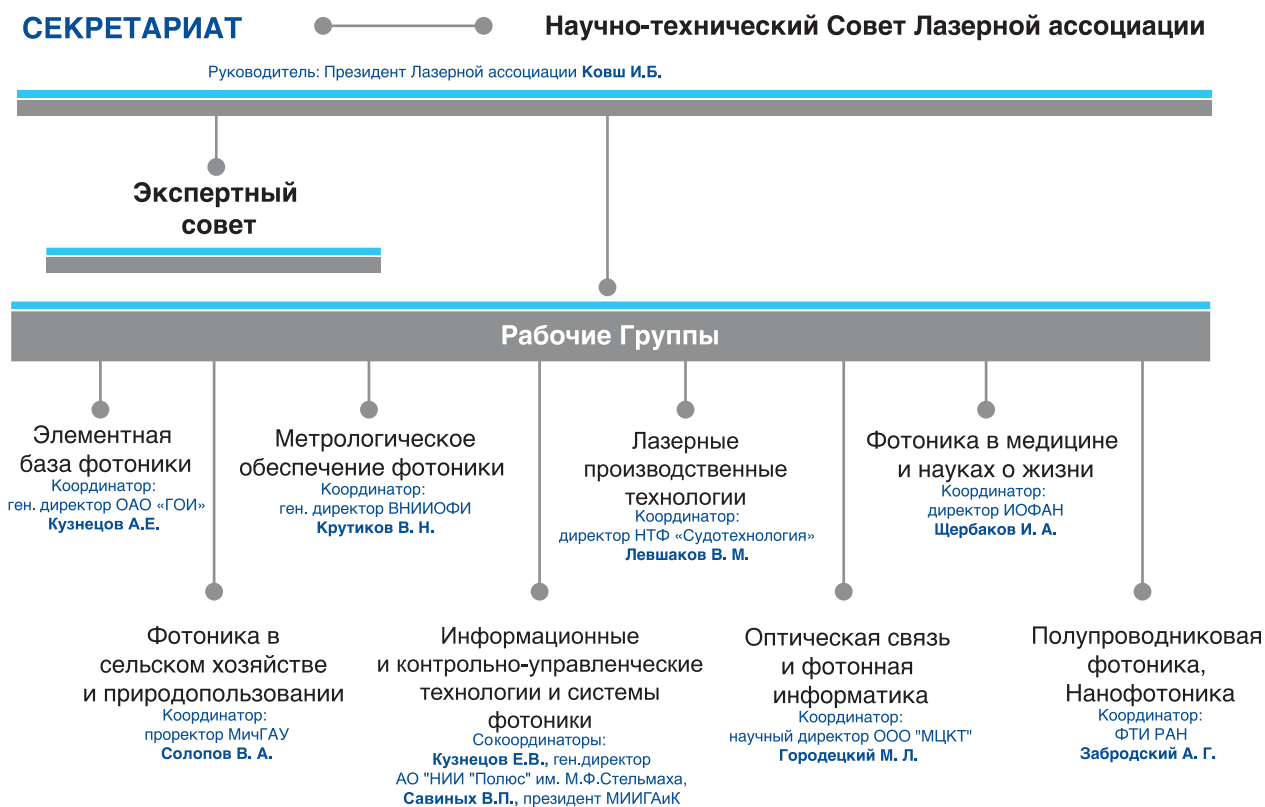 СЕКРЕТАРИАТ
Научно-технический Совет Лазерной ассоциации
Руководитель: Президент Лазерной ассоциации Ковш И.Б.
Экспертный
совет
Рабочие Группы
Элементная
база фотоники
Координатор:
ген. директор ОАО «ГОИ»
Кузнецов А.Е.
Метрологическое
обеспечение фотоники
Координатор:
ген. директор ВНИИОФИ
Крутиков В. Н.
Лазерные
производственные
технологии
Координатор:
директор НТФ «Судотехнология»
Левшаков В. М.
Фотоника в медицине
и науках о жизни
Координатор:
директор ИОФАН
Щербаков И. А.
Фотоника в
сельском хозяйстве
и природопользовании
Координатор:
проректор МичГАУ
Солопов В. А.
Информационные
и контрольно-управленческие
технологии и системы
фотоники
Сокоординаторы:
Кузнецов Е.В., ген.директор
АО "НИИ "Полюс" им. М.Ф.Стельмаха,
Савиных В.П., президент МИИГАиК
Оптическая связь
и фотонная
информатика
Координатор:
научный директор ООО "МЦКТ"
Городецкий М. Л.
Полупроводниковая
фотоника,
Нанофотоника
Координатор:
ФТИ РАН
Забродский А. Г.